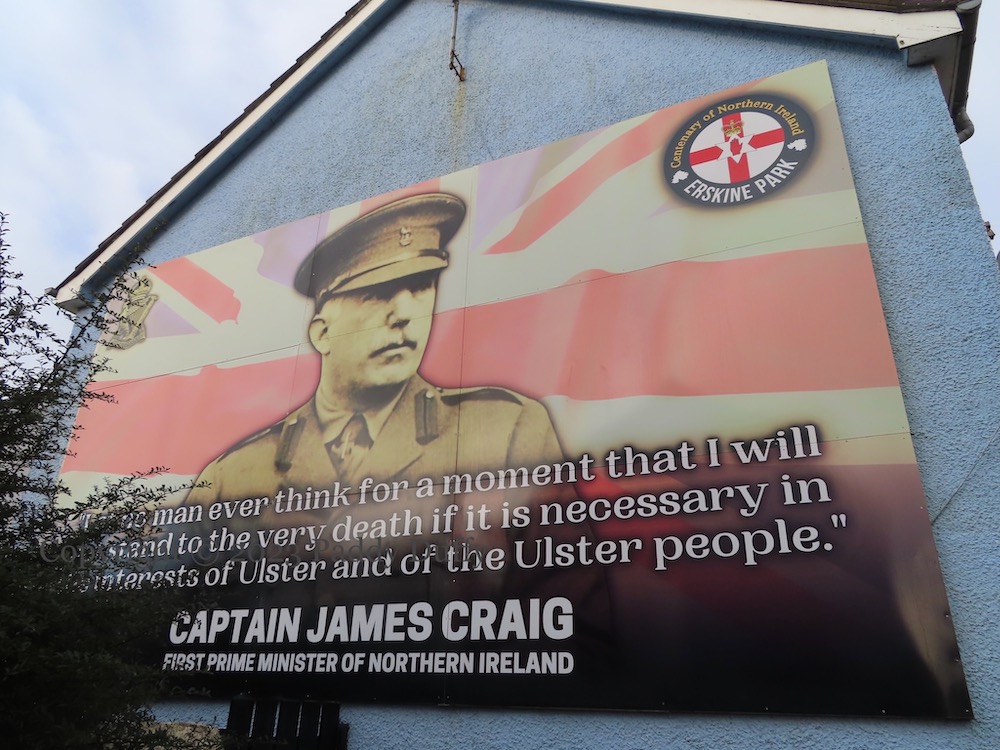 Centenary of Northern Ireland
ERSKINE PARK
man ever think for a moment that I will
stand to the very death if it is necessary in
interests of Ulster and of the Ulster people."
CAPTAIN JAMES CRAIG
FIRST PRIME MINISTER OF NORTHERN IRELAND